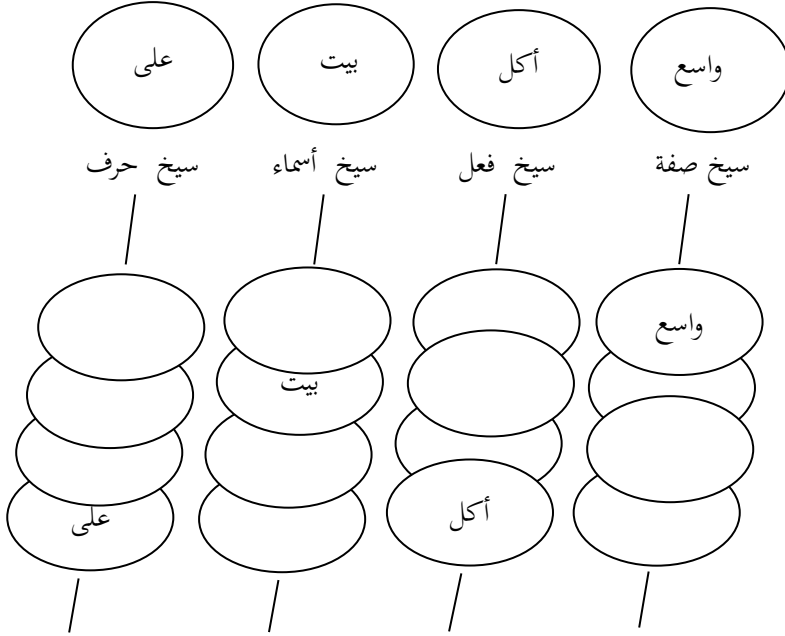 واسع أكل بيت على
سيخ صفة سيخ فعل سيخ أسماء سيخ حرف
واسع
بيت
أكل
على